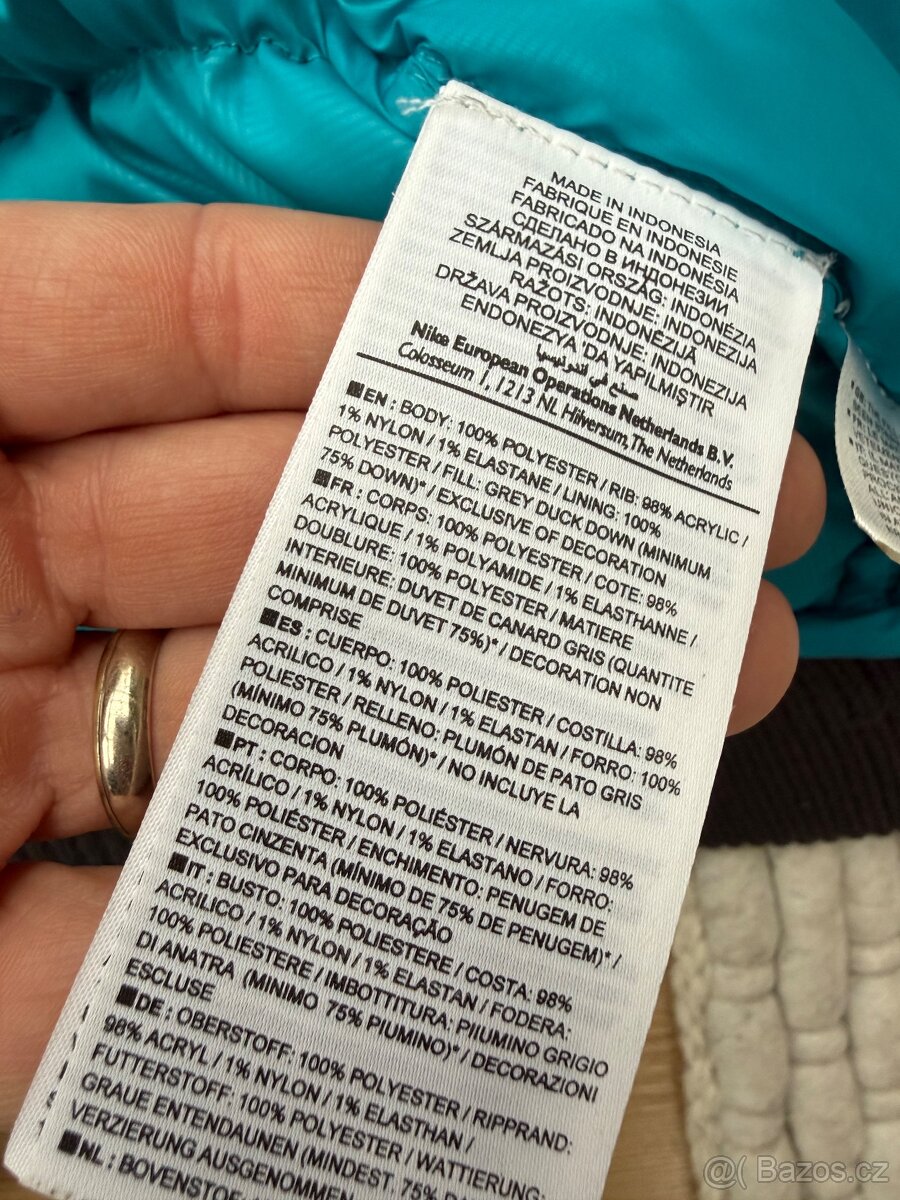 MADE IN INDONESIA
FABRIQUE EN INDONESIE
FABRICADO NA INDONÉSIA
СДЕЛАНО В ИНДОНЕЗИИ
SZÁRMAZÁSI ORSZÁG: INDONÉZIA
ZEMLJA PROIZVODNJE: INDONEZIJA
RAŽOTS: INDONĒZIJĀ
DRŽAVA PROIZVODNJE: INDONEZIJA
ENDONEZYA'DA YAPILMIŞTIR
صنع في اندونيسيا
Nike European Operations Netherlands B.V.
Colosseum 1, 1213 NL Hilversum, The Netherlands
EN : BODY: 100% POLYESTER / RIB: 98% ACRYLIC /
1% NYLON / 1% ELASTANE / LINING: 100%
POLYESTER / FILL: GREY DUCK DOWN (MINIMUM
75% DOWN)* / EXCLUSIVE OF DECORATION
FR : CORPS: 100% POLYESTER / COTE: 98%
ACRYLIQUE / 1% POLYAMIDE / 1% ELASTHANNE /
DOUBLURE: 100% POLYESTER / MATIERE
INTERIEURE: DUVET DE CANARD GRIS (QUANTITE
MINIMUM DE DUVET 75%)* / DECORATION NON
COMPRISE
ES : CUERPO: 100% POLIESTER / COSTILLA: 98%
ACRILICO / 1% NYLON / 1% ELASTAN / FORRO: 100%
POLIESTER / RELLENO: PLUMÓN DE PATO GRIS
(MÍNIMO 75% PLUMÓN)* / NO INCLUYE LA
DECORACION
PT : CORPO: 100% POLIÉSTER / NERVURA: 98%
ACRÍLICO / 1% NYLON / 1% ELASTANO / FORRO:
100% POLIÉSTER / ENCHIMENTO: PENUGEM DE
PATO CINZENTA (MÍNIMO DE 75% DE PENUGEM)* /
EXCLUSIVO PARA DECORAÇÃO
IT : BUSTO: 100% POLIESTERE / COSTA: 98%
ACRILICO / 1% NYLON / 1% ELASTAN / FODERA:
100% POLIESTERE / IMBOTTITURA: PIIUMINO GRIGIO
DI ANATRA (MINIMO 75% PIUMINO)* / DECORAZIONI
ESCLUSE
DE : OBERSTOFF: 100% POLYESTER / RIPPRAND:
98% ACRYL / 1% NYLON / 1% ELASTHAN /
FUTTERSTOFF: 100% POLYESTER / WATTIERUNG:
GRAUE ENTENDAUNEN (MINDEST. 75% DA
VERZIERUNG AUSGENOMMEN
NL : BOVENSTOF
@( Bazos.cz